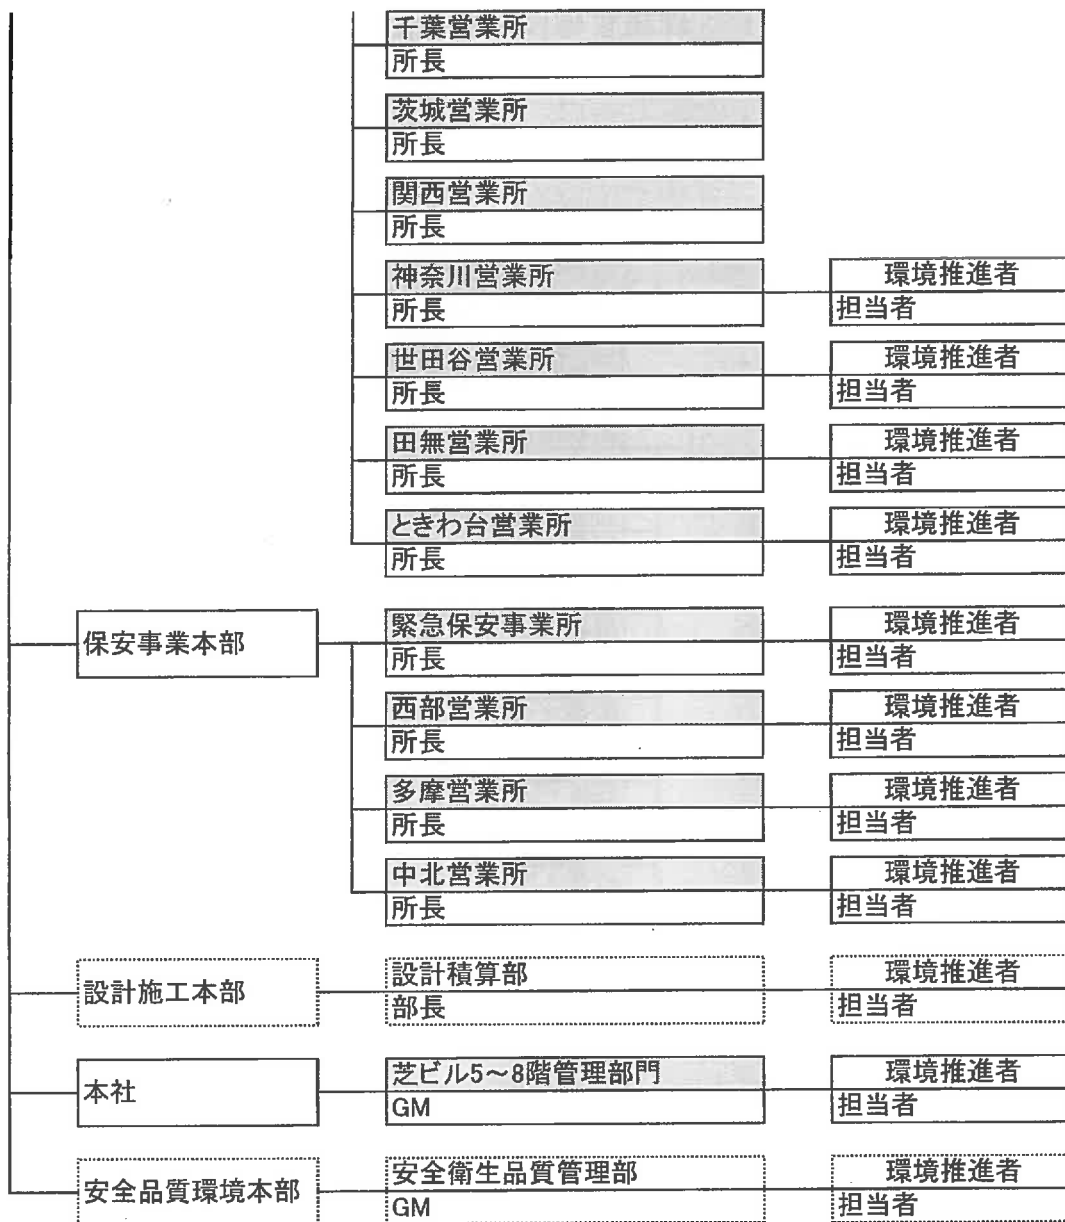 千葉営業所
所長
茨城営業所
所長
関西営業所
所長
神奈川営業所
所長
環境推進者
担当者
世田谷営業所
所長
環境推進者
担当者
田無営業所
所長
環境推進者
担当者
ときわ台営業所
所長
環境推進者
担当者
保安事業本部
緊急保安事業所
所長
環境推進者
担当者
西部営業所
所長
環境推進者
担当者
多摩営業所
所長
環境推進者
担当者
中北営業所
所長
環境推進者
担当者
設計施工本部
設計積算部
部長
環境推進者
担当者
本社
芝ビル5～8階管理部門
GM
環境推進者
担当者
安全品質環境本部
安全衛生品質管理部
GM
環境推進者
担当者